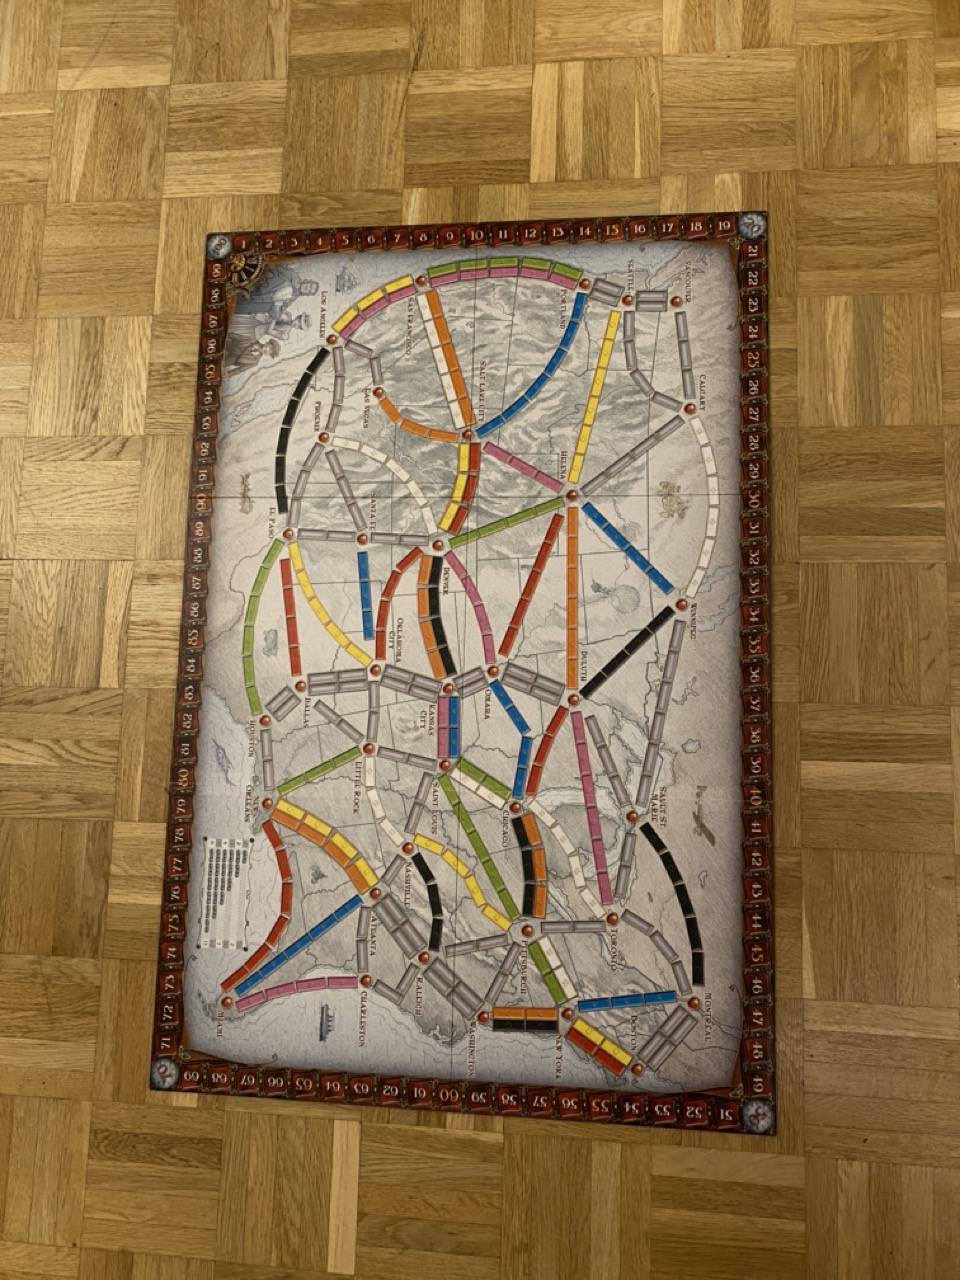 VANCOUVER
SEATTLE
PORTLAND
SAN FRANCISCO
LOS ANGELES
CALGARY
SALT LAKE CITY
LAS VEGAS
PHOENIX
HELENA
SANTA FE
EL PASO
WINNIPEG
DENVER
DULUTH
OMAHA
OKLAHOMA
CITY
KANSAS
CITY
DALLAS
HOUSTON
SAULT ST.
MARIE
CHICAGO
SAINT LOUIS
LITTLE ROCK
NEW
ORLEANS
NASHVILLE
TORONTO
PITTSBURGH
ATLANTA
RALEIGH
CHARLESTON
MIAMI
MONTRÉAL
BOSTON
NEW YORK
WASHINGTON
1 2 3 4 5 6 7 8 9 10 11 12 13 14 15 16 17 18 19
21 22 23 24 25 26 27 28 29 30 31 32 33 34 35 36 37 38 39 40 41 42 43 44 45 46 47 48 49
51 52 53 54 55 56 57 58 59 60 61 62 63 64 65 66 67 68 69
71 72 73 74 75 76 77 78 79 80 81 82 83 84 85 86 87 88 89 90 91 92 93 94 95 96 97 98 99